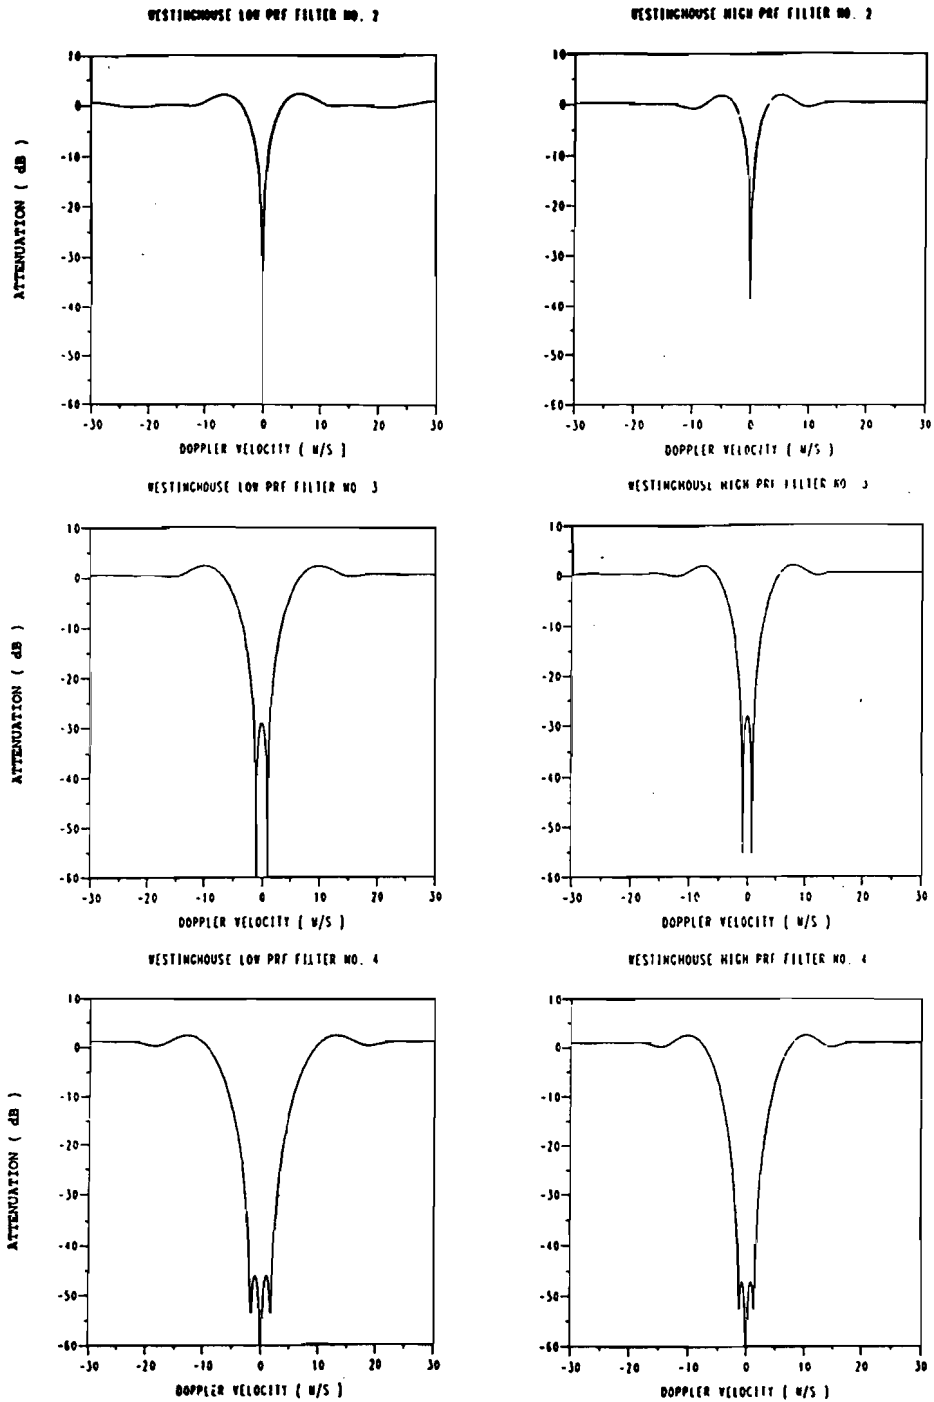 WESTINGHOUSE LOW PRF FILTER NO. 2
WESTINGHOUSE HIGH PRF FILTER NO. 2
ATTENUATION ( dB )
10
0
-10
-20
-30
-40
-50
-60
-30 -20 -10 0 10 20 30
DOPPLER VELOCITY ( M/S )
10
0
-10
-20
-30
-40
-50
-60
-30 -20 -10 0 10 20 30
DOPPLER VELOCITY ( M/S )
WESTINGHOUSE LOW PRF FILTER NO 3
WESTINGHOUSE HIGH PRF FILTER NO 3
ATTENUATION ( dB )
10
0
-10
-20
-30
-40
-50
-60
-30 -20 -10 0 10 20 30
DOPPLER VELOCITY ( M/S )
10
0
-10
-20
-30
-40
-50
-60
-30 -20 -10 0 10 20 30
DOPPLER VELOCITY ( M/S )
WESTINGHOUSE LOW PRF FILTER NO. 4
WESTINGHOUSE HIGH PRF FILTER NO. 4
ATTENUATION ( dB )
10
0
-10
-20
-30
-40
-50
-60
-30 -20 -10 0 10 20 30
DOPPLER VELOCITY ( M/S )
10
0
-10
-20
-30
-40
-50
-60
-30 -20 -10 0 10 20 30
DOPPLER VELOCITY ( M/S )